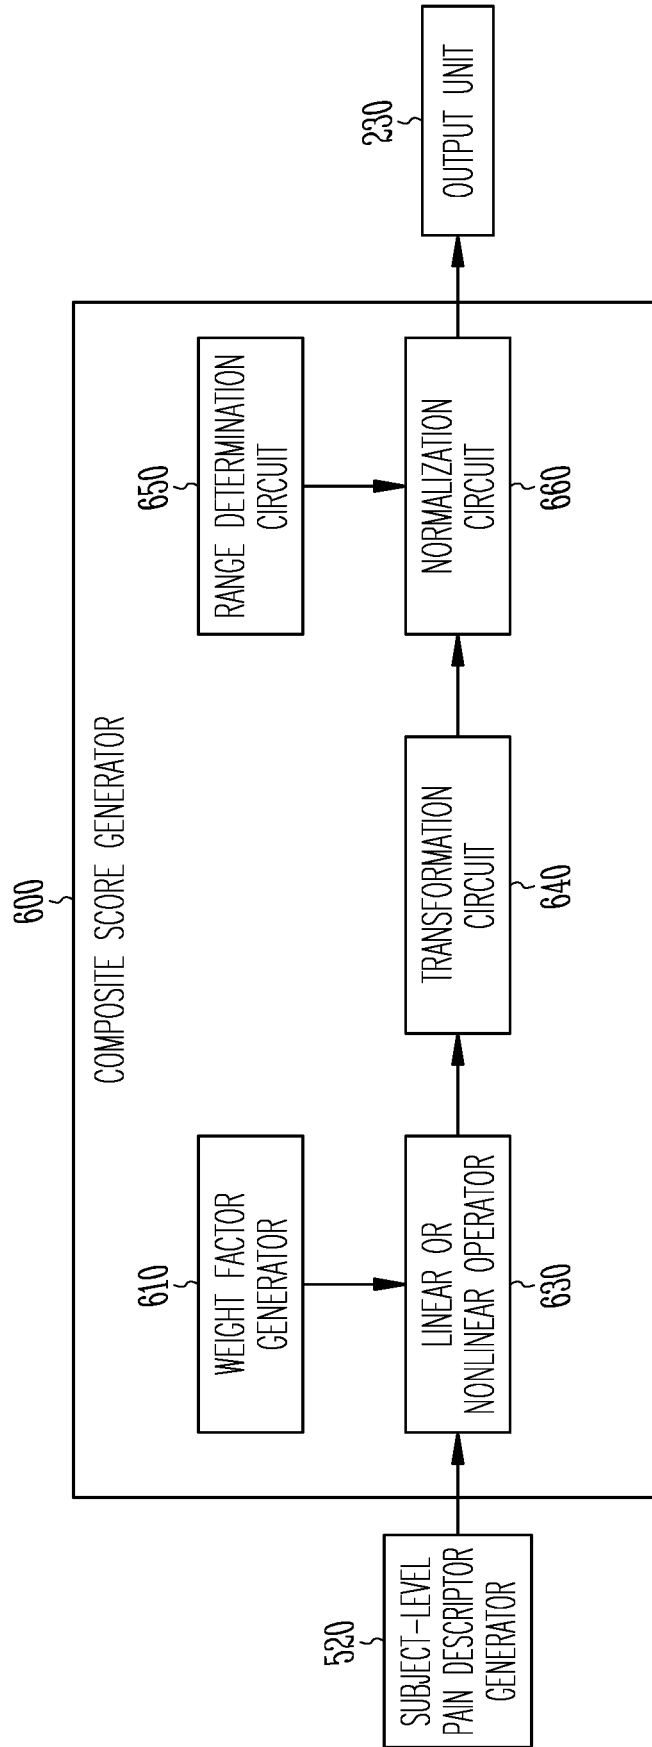 600
COMPOSITE SCORE GENERATOR
610
WEIGHT FACTOR
GENERATOR
650
RANGE DETERMINATION
CIRCUIT
520
SUBJECT-LEVEL
PAIN DESCRIPTOR
GENERATOR
LINEAR OR
NONLINEAR OPERATOR
630
TRANSFORMATION
CIRCUIT
640
NORMALIZATION
CIRCUIT
660
230
OUTPUT UNIT